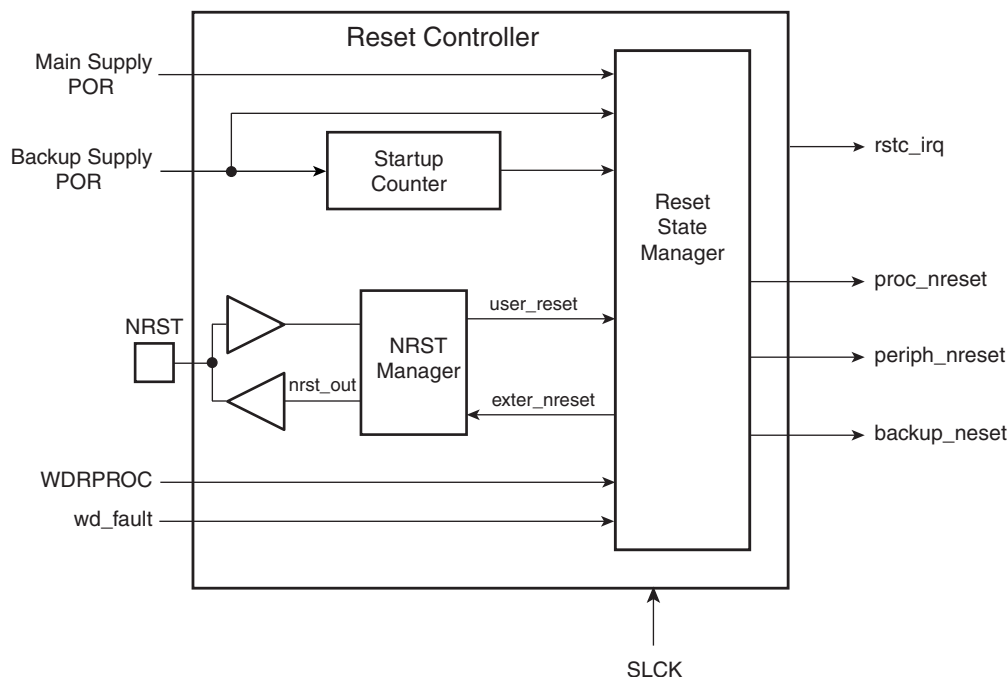 Reset Controller
Main Supply
POR
Backup Supply
POR
Startup
Counter
Reset
State
Manager
rstc_irq
proc_nreset
periph_nreset
backup_neset
NRST
user_reset
NRST
Manager
nrst_out
exter_nreset
WDRPROC
wd_fault
SLCK